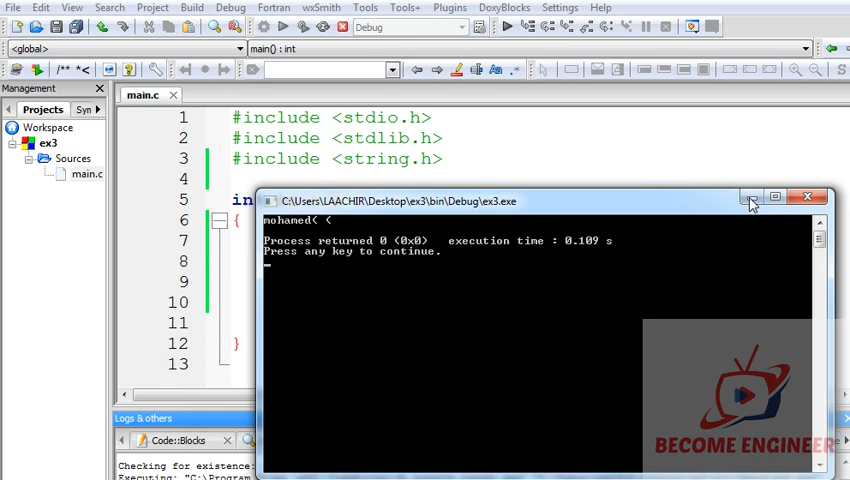 File Edit View Search Project Build Debug Fortran wxSmith Tools Tools+ Plugins DoxyBlocks Settings Help
Debug
<global> main() : int
/** *<
Aa .*
Management
Projects Syn
Workspace
ex3
Sources
main.c
main.c
1 #include <stdio.h>
2 #include <stdlib.h>
3 #include <string.h>
4
5 in
6 {
7
8
9
10
11
12 }
13
C:\Users\LAACHIR\Desktop\ex3\bin\Debug\ex3.exe
mohamed( (
Process returned 0 (0x0) execution time : 0.109 s
Press any key to continue.
Logs & others
Code::Blocks
Checking for existence:
Executing: "C:\Program
BECOME ENGINEER